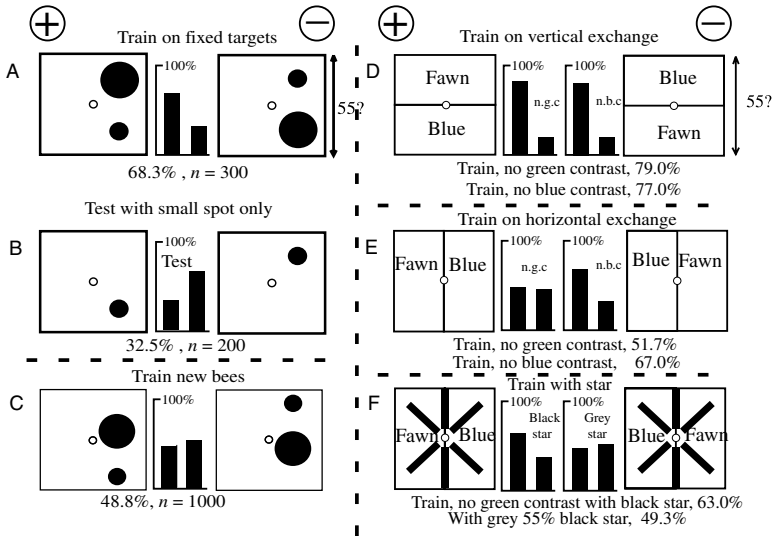 +
−
Train on fixed targets
A
100%
55?
68.3% , n = 300
Test with small spot only
B
100%
Test
32.5% , n = 200
Train new bees
C
100%
48.8%, n = 1000
+
−
Train on vertical exchange
D
Fawn
Blue
100%
n.g.c
100%
n.b.c
Blue
Fawn
55?
Train, no green contrast, 79.0%
Train, no blue contrast, 77.0%
Train on horizontal exchange
E
Fawn Blue
100%
n.g.c
100%
n.b.c
Blue Fawn
Train, no green contrast, 51.7%
Train, no blue contrast, 67.0%
Train with star
F
Fawn Blue
100%
Black
star
100%
Grey
star
Blue Fawn
Train, no green contrast with black star, 63.0%
With grey 55% black star, 49.3%